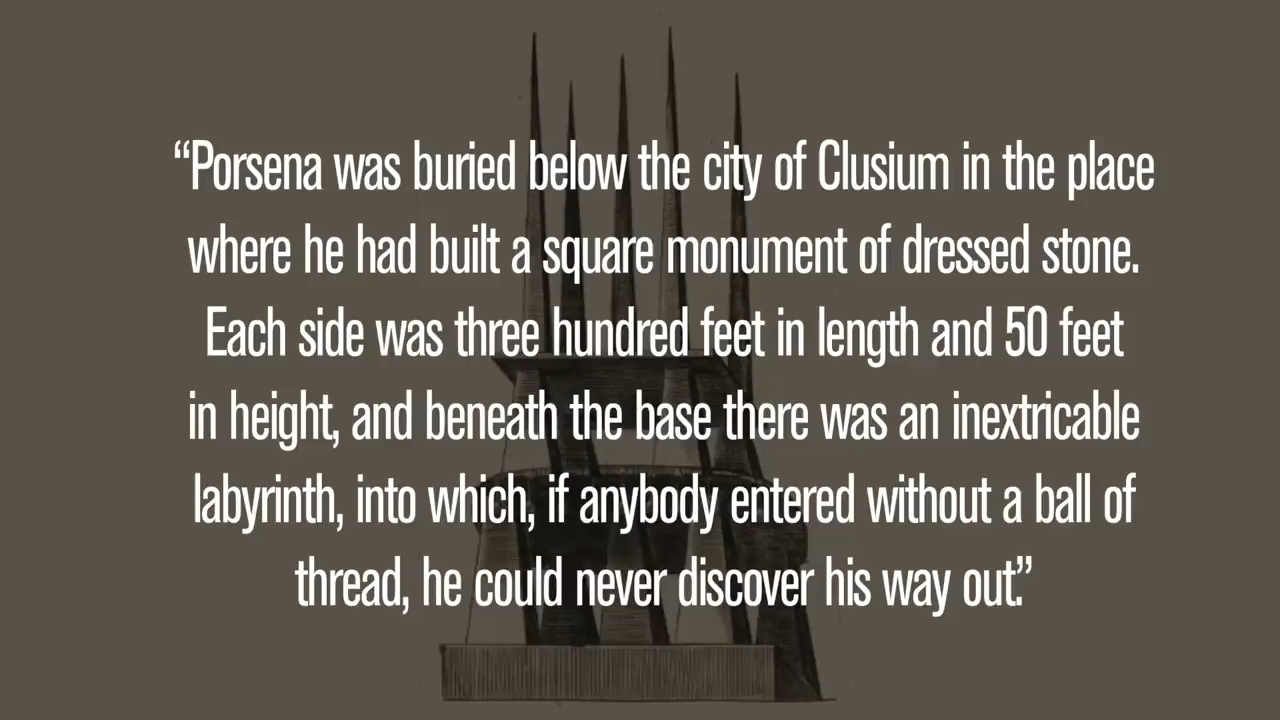 “Porsena was buried below the city of Clusium in the place
where he had built a square monument of dressed stone.
Each side was three hundred feet in length and 50 feet
in height, and beneath the base there was an inextricable
labyrinth, into which, if anybody entered without a ball of
thread, he could never discover his way out.”